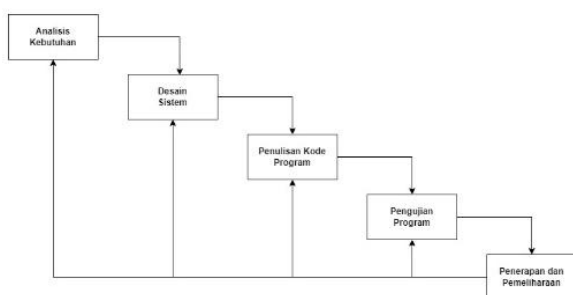 Analisis
Kebutuhan
Desain
Sistem
Penulisan Kode
Program
Pengujian
Program
Penerapan dan
Pemeliharaan